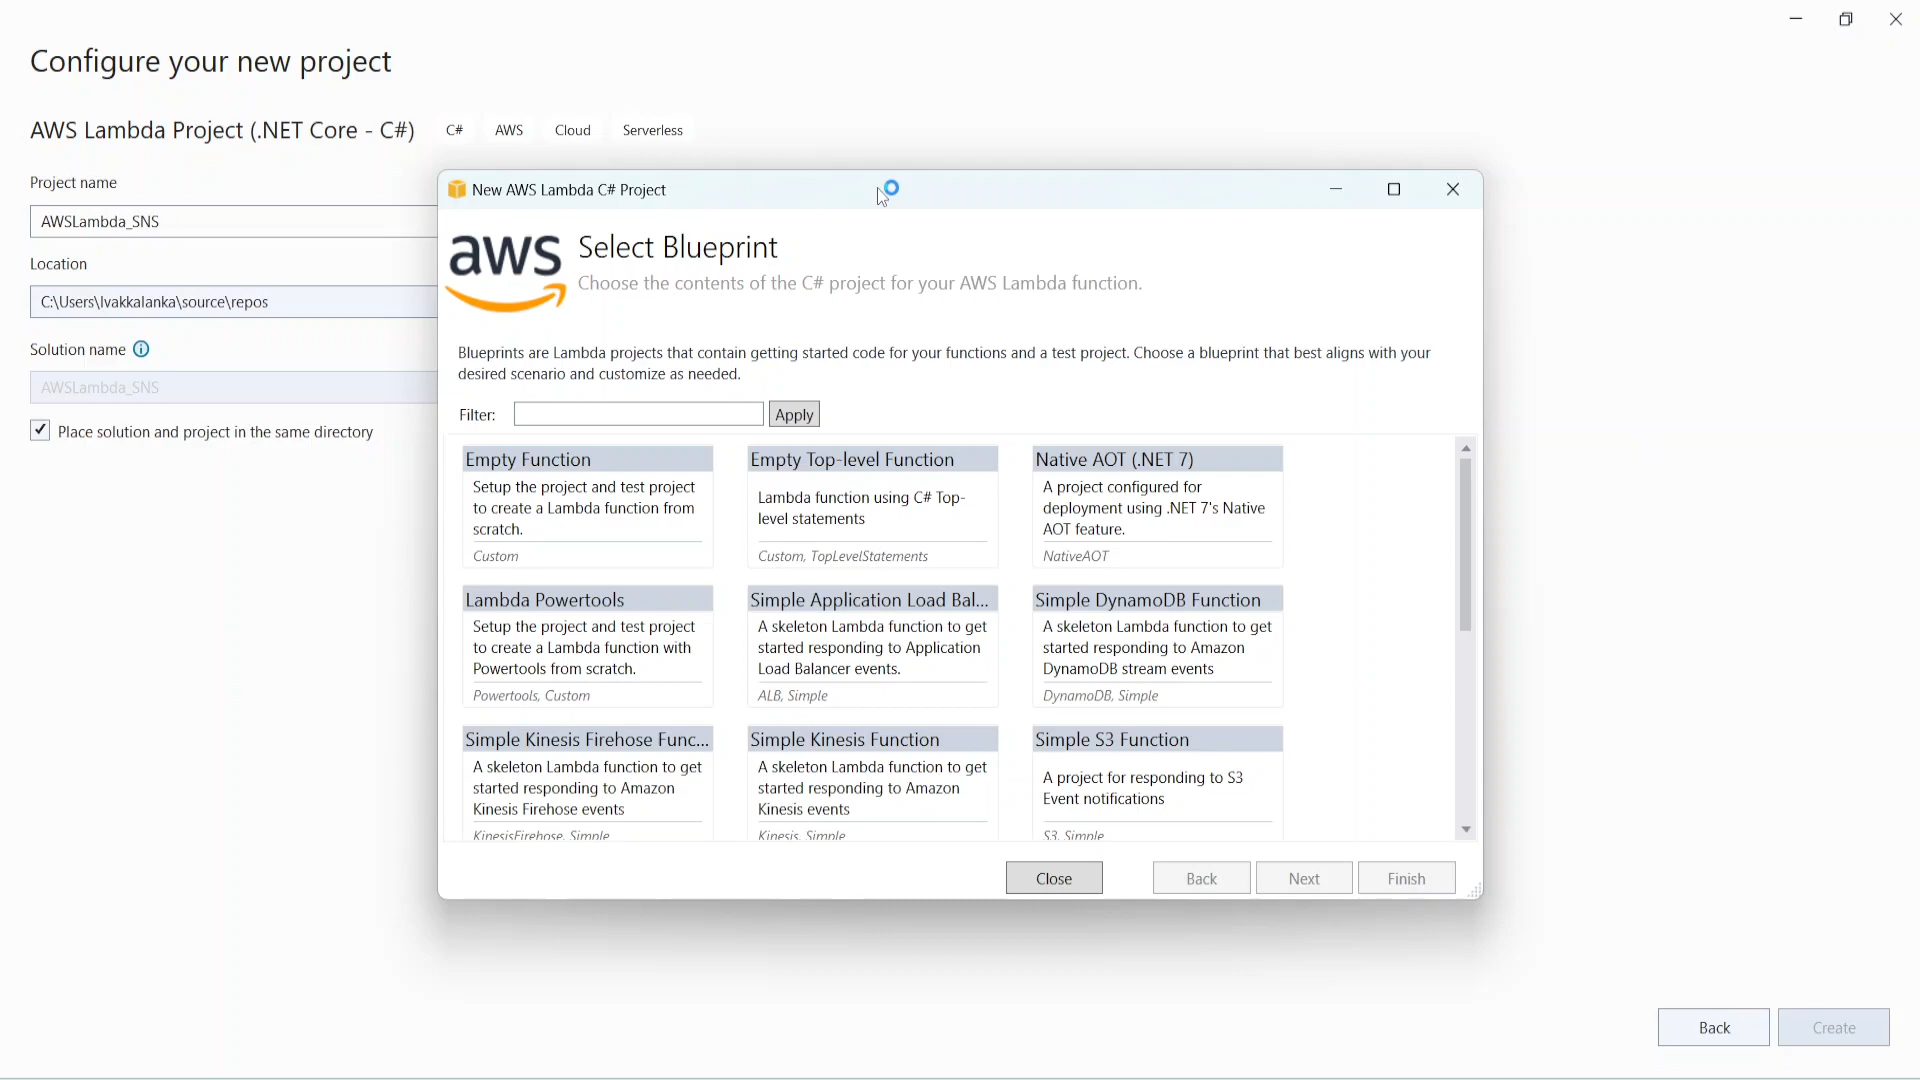 Configure your new project
AWS Lambda Project (.NET Core - C#) C# AWS Cloud Serverless
Project name
AWSLambda_SNS
Location
C:\Users\lvakkalanka\source\repos
Solution name
AWSLambda_SNS
Place solution and project in the same directory
New AWS Lambda C# Project
aws
Select Blueprint
Choose the contents of the C# project for your AWS Lambda function.
Blueprints are Lambda projects that contain getting started code for your functions and a test project. Choose a blueprint that best aligns with your
desired scenario and customize as needed.
Filter: Apply
Empty Function
Setup the project and test project
to create a Lambda function from
scratch.
Custom
Empty Top-level Function
Lambda function using C# Top-
level statements
Custom, TopLevelStatements
Native AOT (.NET 7)
A project configured for
deployment using .NET 7's Native
AOT feature.
NativeAOT
Lambda Powertools
Setup the project and test project
to create a Lambda function with
Powertools from scratch.
Powertools, Custom
Simple Application Load Bal...
A skeleton Lambda function to get
started responding to Application
Load Balancer events.
ALB, Simple
Simple DynamoDB Function
A skeleton Lambda function to get
started responding to Amazon
DynamoDB stream events
DynamoDB, Simple
Simple Kinesis Firehose Func...
A skeleton Lambda function to get
started responding to Amazon
Kinesis Firehose events
KinesisFirehose, Simple
Simple Kinesis Function
A skeleton Lambda function to get
started responding to Amazon
Kinesis events
Kinesis, Simple
Simple S3 Function
A project for responding to S3
Event notifications
S3, Simple
Close Back Next Finish
Back Create